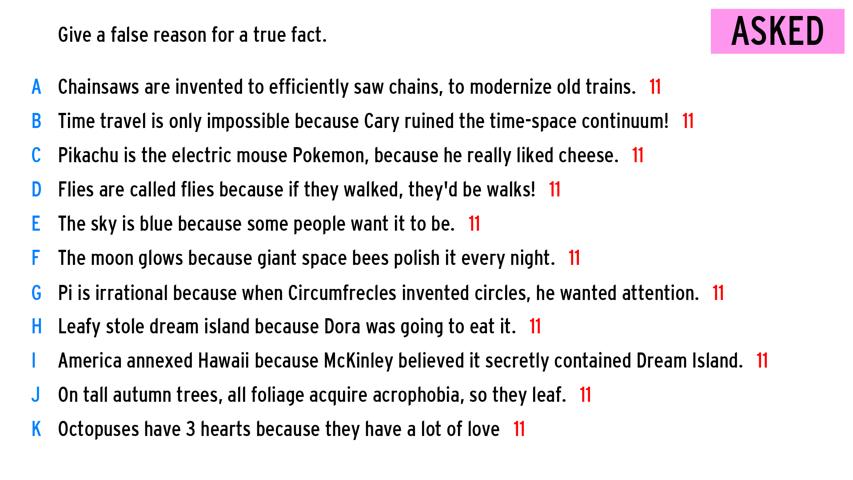 Give a false reason for a true fact.
ASKED
A Chainsaws are invented to efficiently saw chains, to modernize old trains. 11
B Time travel is only impossible because Cary ruined the time-space continuum! 11
C Pikachu is the electric mouse Pokemon, because he really liked cheese. 11
D Flies are called flies because if they walked, they'd be walks! 11
E The sky is blue because some people want it to be. 11
F The moon glows because giant space bees polish it every night. 11
G Pi is irrational because when Circumfrecles invented circles, he wanted attention. 11
H Leafy stole dream island because Dora was going to eat it. 11
I America annexed Hawaii because McKinley believed it secretly contained Dream Island. 11
J On tall autumn trees, all foliage acquire acrophobia, so they leaf. 11
K Octopuses have 3 hearts because they have a lot of love 11